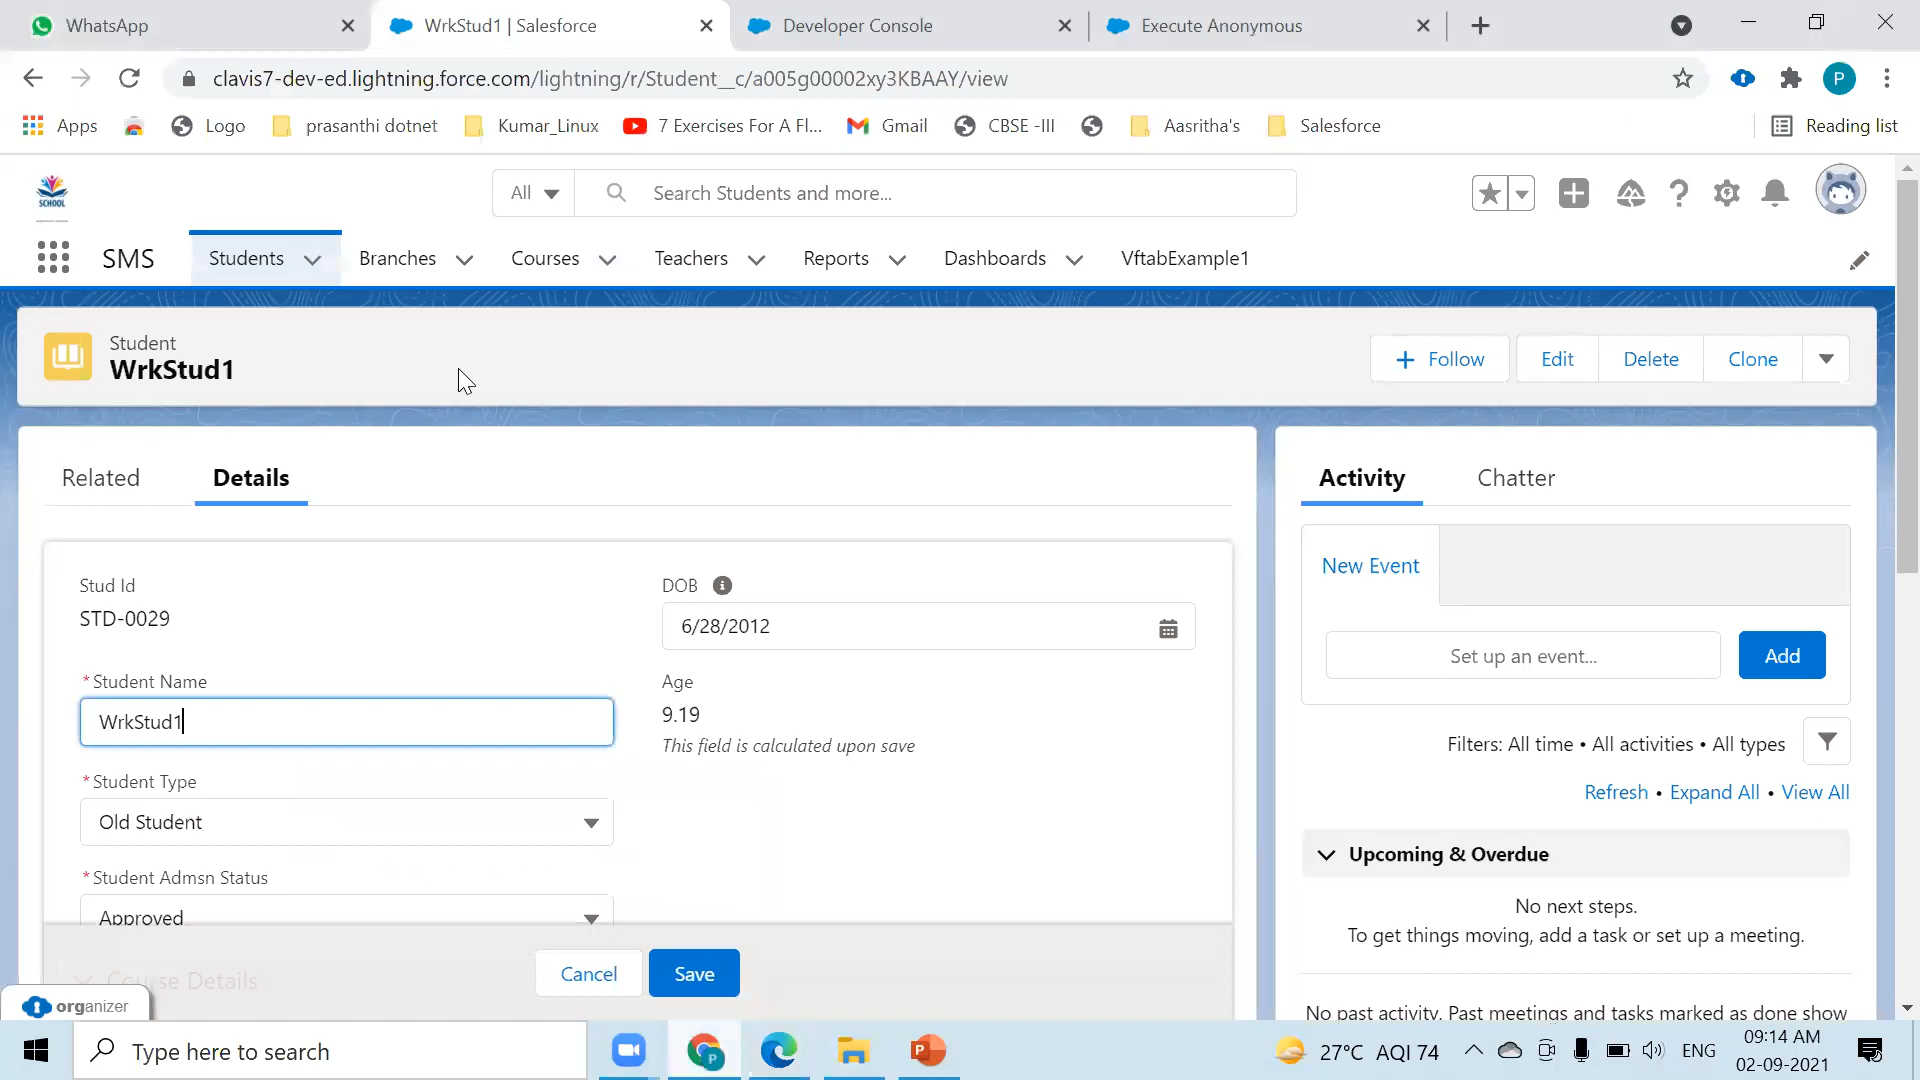 WhatsApp
WrkStud1 | Salesforce
Developer Console
Execute Anonymous
clavis7-dev-ed.lightning.force.com/lightning/r/Student__c/a005g00002xy3KBAAY/view
P
Apps
Logo
prasanthi dotnet
Kumar_Linux
7 Exercises For A Fl...
Gmail
CBSE -III
Aasritha's
Salesforce
Reading list
SCHOOL
All
Search Students and more...
SMS
Students
Branches
Courses
Teachers
Reports
Dashboards
VftabExample1
Student
WrkStud1
+ Follow
Edit
Delete
Clone
Related
Details
Activity
Chatter
Stud Id
STD-0029
DOB
6/28/2012
*Student Name
WrkStud1
Age
9.19
This field is calculated upon save
*Student Type
Old Student
*Student Admsn Status
Approved
Course Details
Cancel
Save
New Event
Set up an event...
Add
Filters: All time • All activities • All types
Refresh • Expand All • View All
Upcoming & Overdue
No next steps.
To get things moving, add a task or set up a meeting.
No past activity. Past meetings and tasks marked as done show
organizer
Type here to search
27°C AQI 74
ENG
09:14 AM
02-09-2021